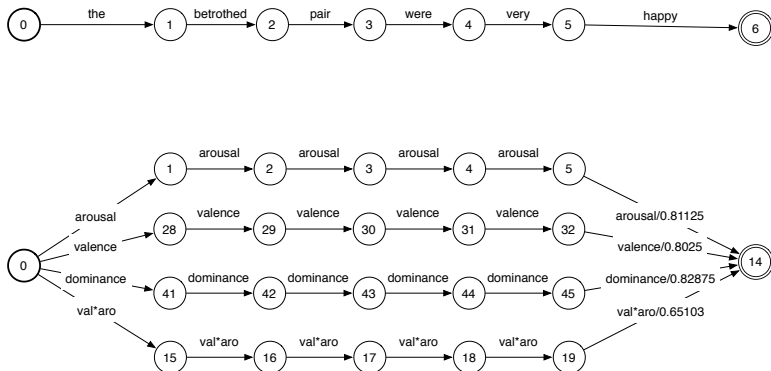 the betrothed pair were very happy
0 1 2 3 4 5 6
arousal arousal arousal arousal
1 2 3 4 5
arousal arousal/0.81125
valence valence valence valence
28 29 30 31 32
valence valence/0.8025
0 14
dominance dominance/0.82875
dominance dominance dominance dominance
41 42 43 44 45
val*aro val*aro/0.65103
val*aro val*aro val*aro val*aro
15 16 17 18 19